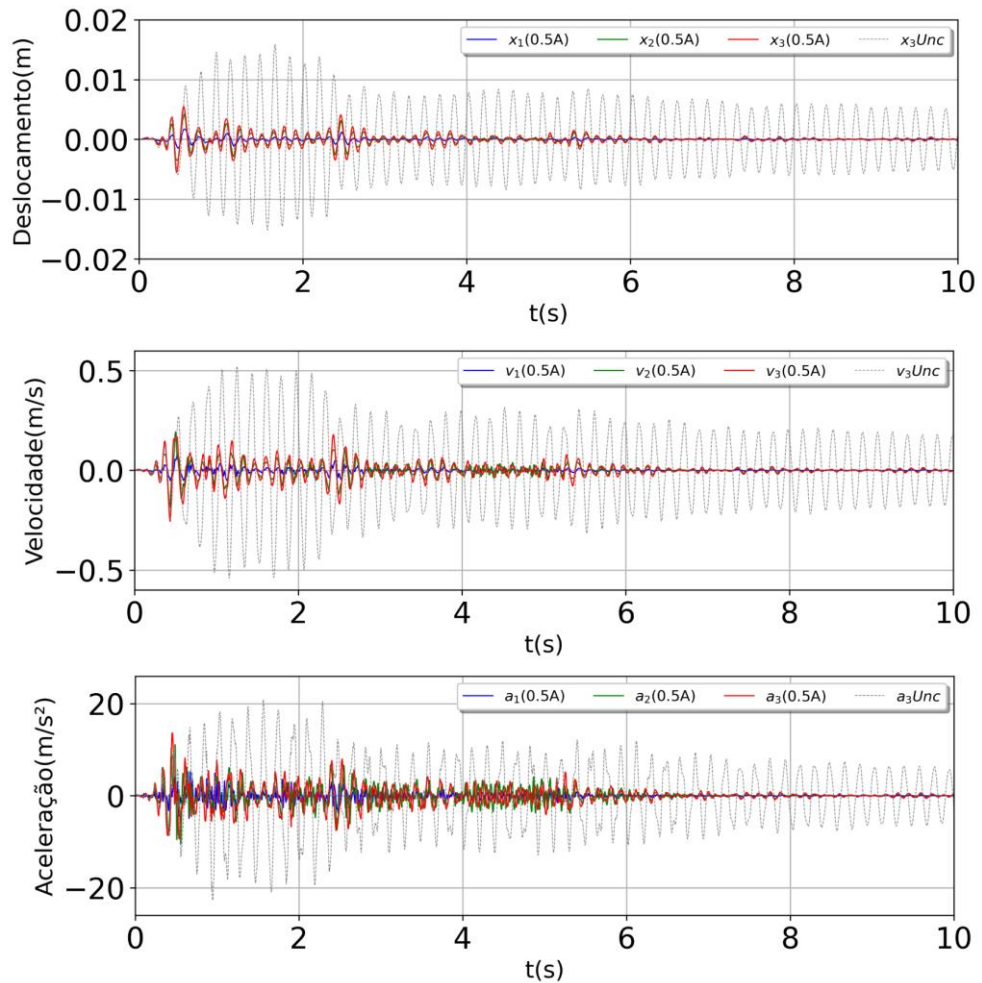 Deslocamento(m)
0.02
0.01
0.00
−0.01
−0.02
x₁(0.5A) x₂(0.5A) x₃(0.5A) x₃Unc
0 2 4 6 8 10
t(s)
Velocidade(m/s)
0.5
0.0
−0.5
v₁(0.5A) v₂(0.5A) v₃(0.5A) v₃Unc
0 2 4 6 8 10
t(s)
Aceleração(m/s²)
20
0
−20
a₁(0.5A) a₂(0.5A) a₃(0.5A) a₃Unc
0 2 4 6 8 10
t(s)